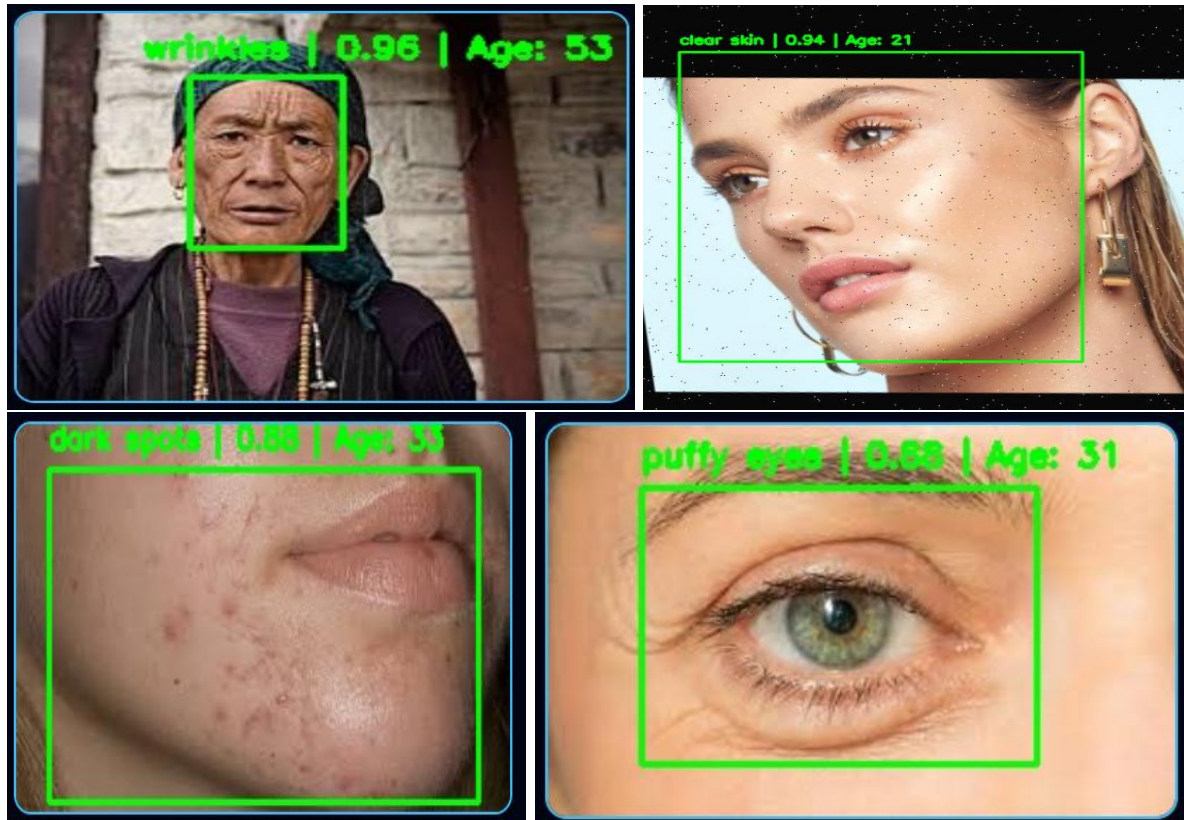 wrinkles | 0.96 | Age: 53
clear skin | 0.94 | Age: 21
dark spots | 0.88 | Age: 33
puffy eyes | 0.88 | Age: 31